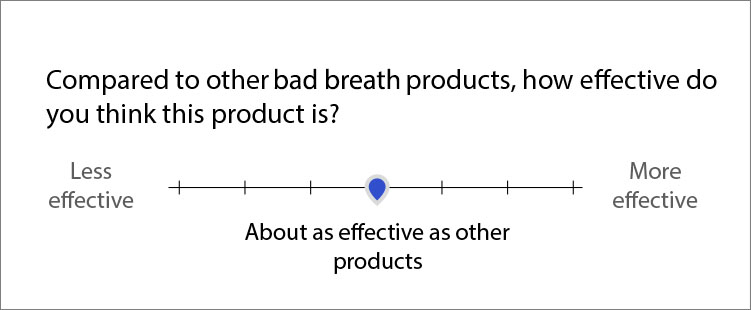 Compared to other bad breath products, how effective do
you think this product is?
Less
effective
More
effective
About as effective as other
products